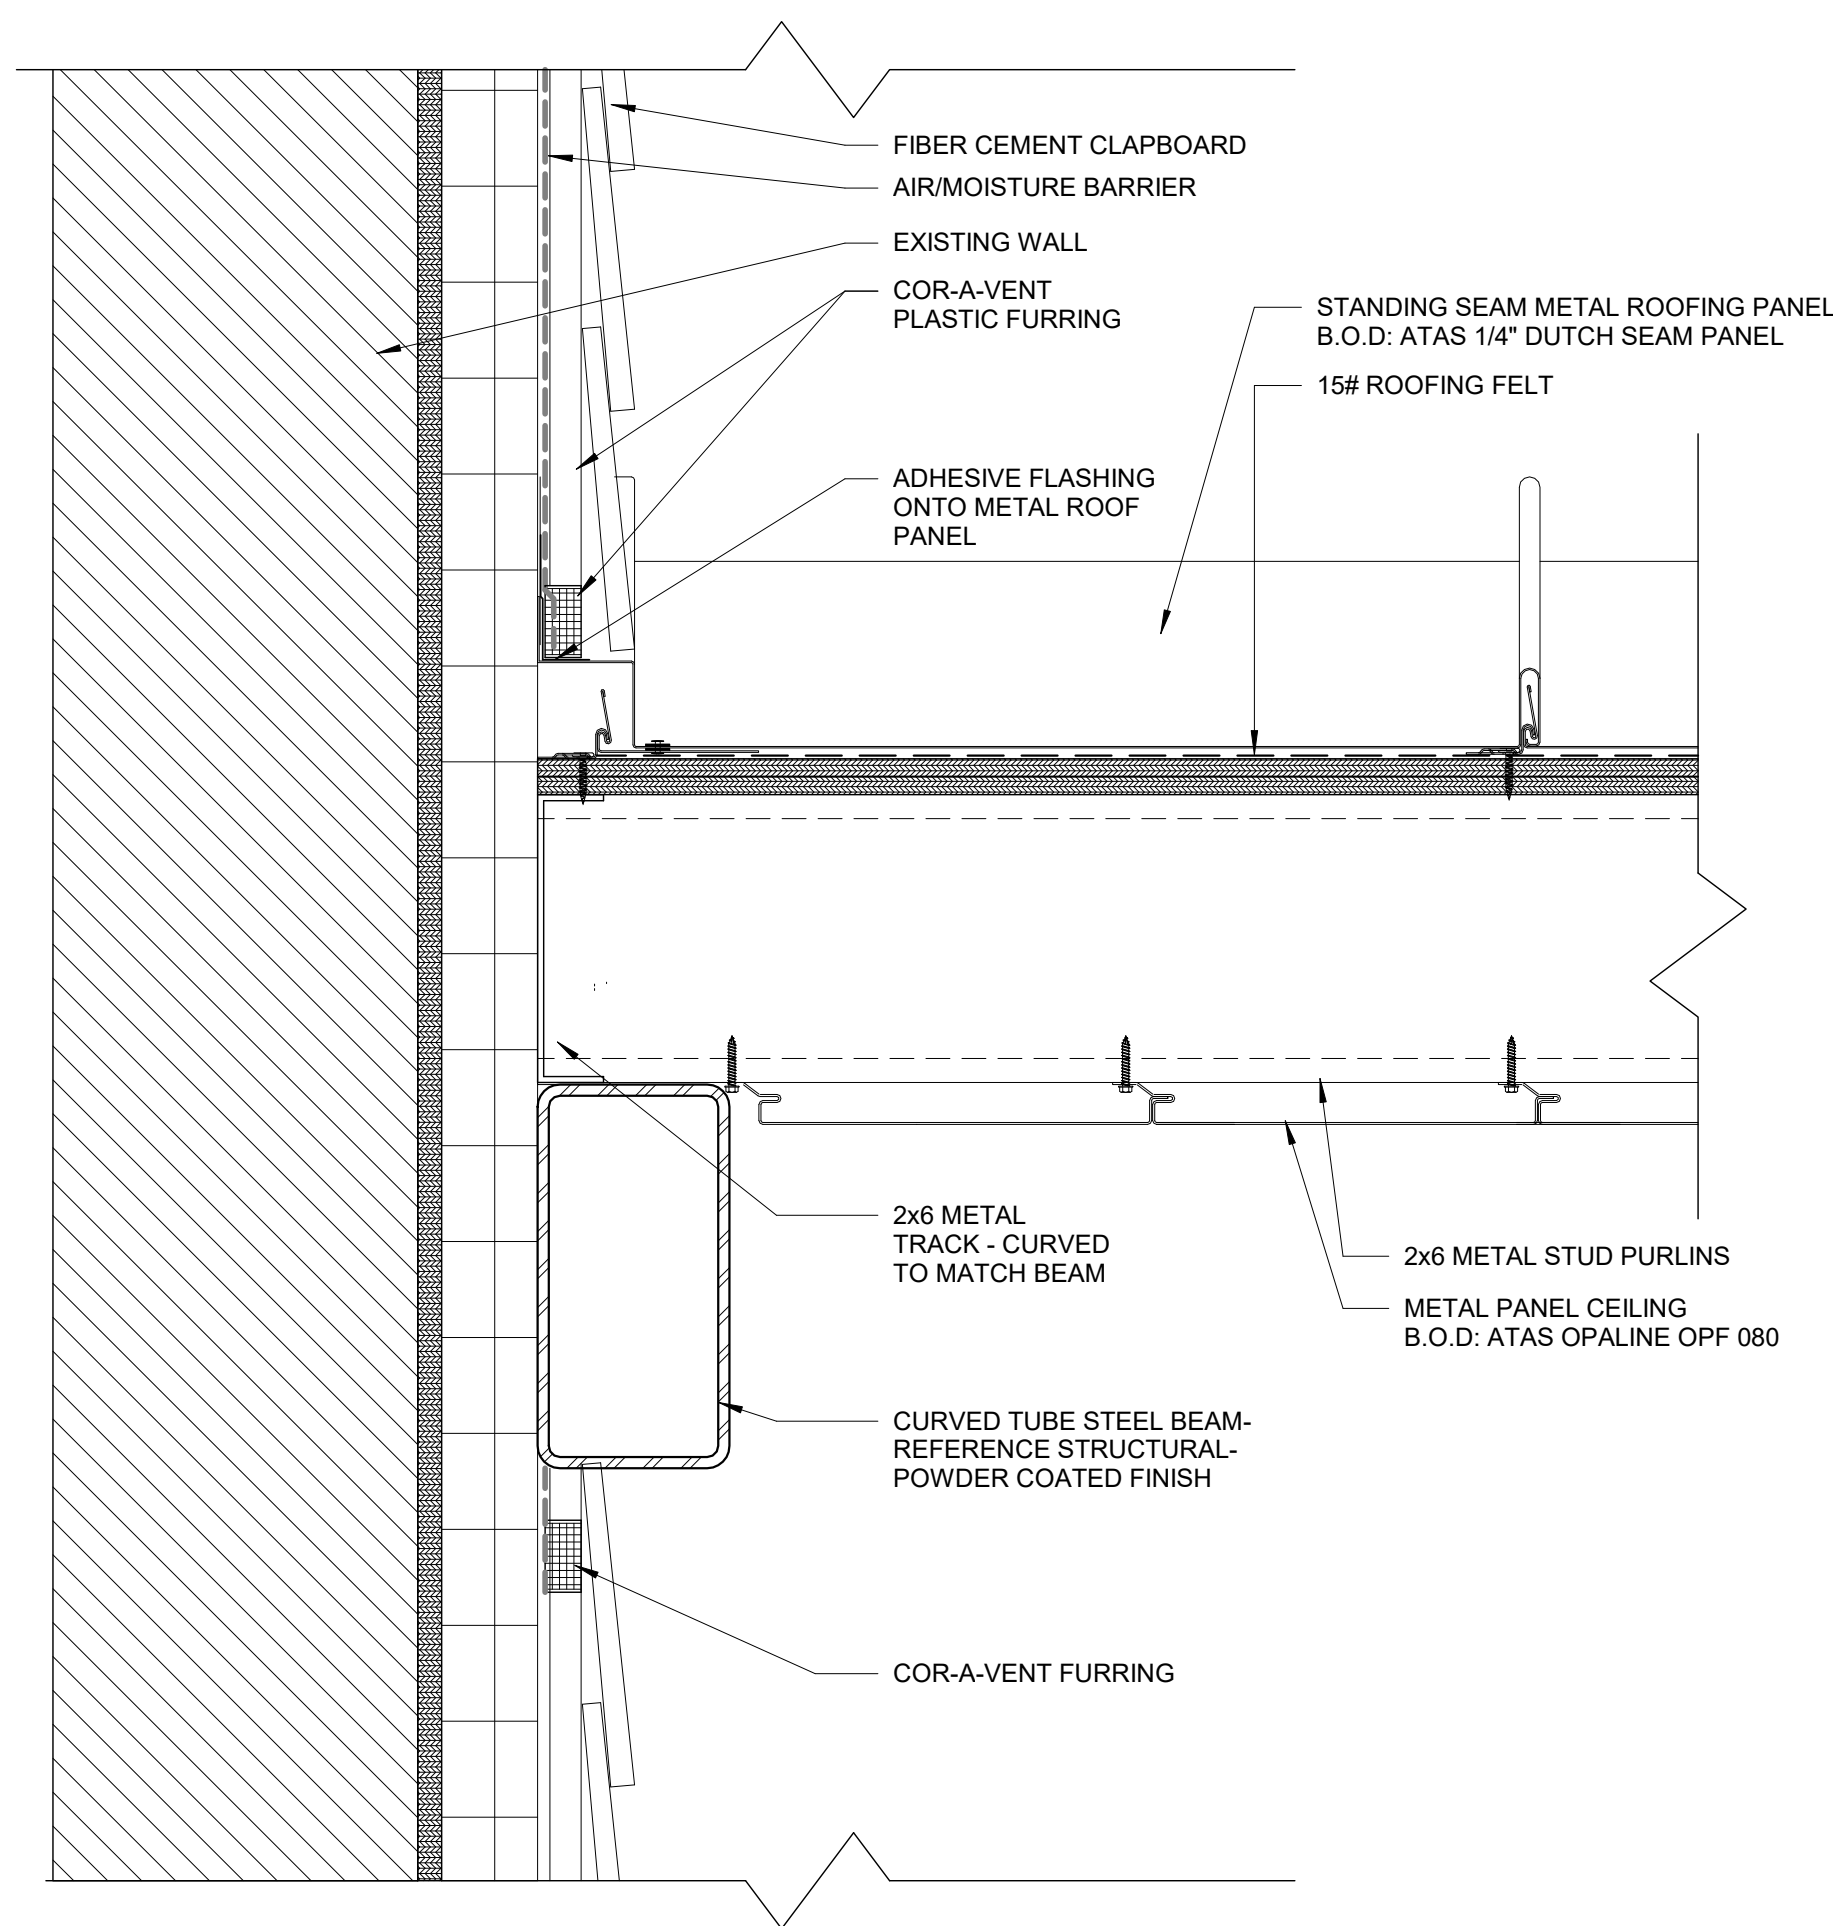 FIBER CEMENT CLAPBOARD
AIR/MOISTURE BARRIER
EXISTING WALL
COR-A-VENT
PLASTIC FURRING
STANDING SEAM METAL ROOFING PANEL
B.O.D: ATAS 1/4" DUTCH SEAM PANEL
15# ROOFING FELT
ADHESIVE FLASHING
ONTO METAL ROOF
PANEL
2x6 METAL
TRACK - CURVED
TO MATCH BEAM
2x6 METAL STUD PURLINS
METAL PANEL CEILING
B.O.D: ATAS OPALINE OPF 080
CURVED TUBE STEEL BEAM-
REFERENCE STRUCTURAL-
POWDER COATED FINISH
COR-A-VENT FURRING